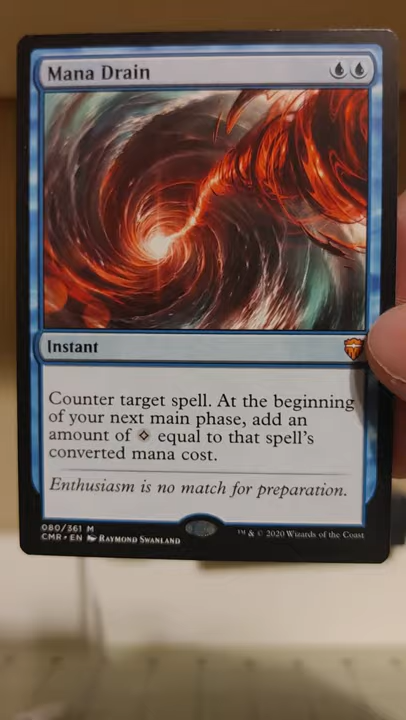 Mana Drain
Instant
Counter target spell. At the beginning
of your next main phase, add an
amount of equal to that spell's
converted mana cost.
Enthusiasm is no match for preparation.
080/361 M
CMR • EN Raymond Swanland
™ & © 2020 Wizards of the Coast